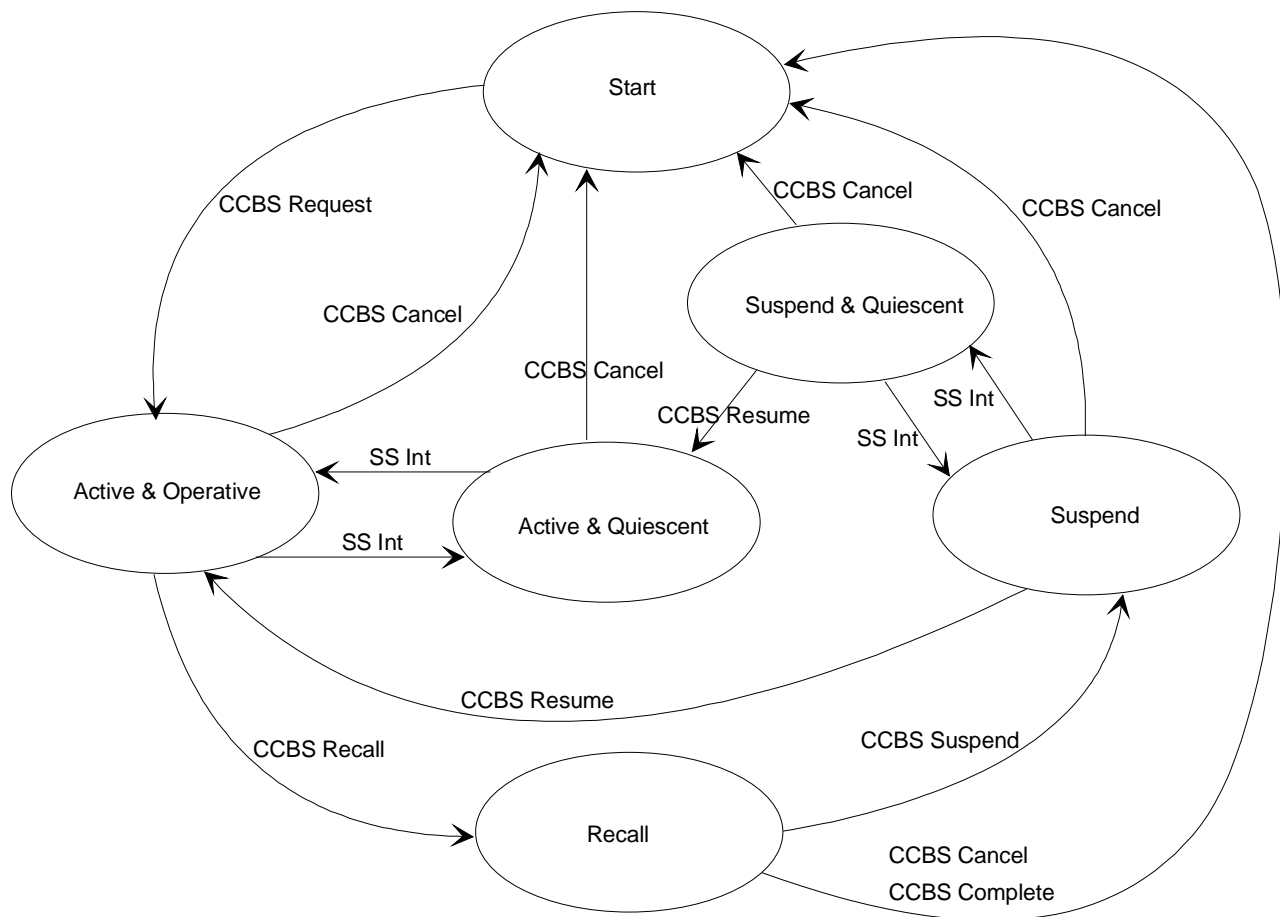 Start
CCBS Request
CCBS Cancel
CCBS Cancel
Suspend & Quiescent
CCBS Cancel
CCBS Cancel
CCBS Resume
SS Int
SS Int
SS Int
Active & Operative
Active & Quiescent
Suspend
SS Int
CCBS Resume
CCBS Recall
CCBS Suspend
Recall
CCBS Cancel
CCBS Complete